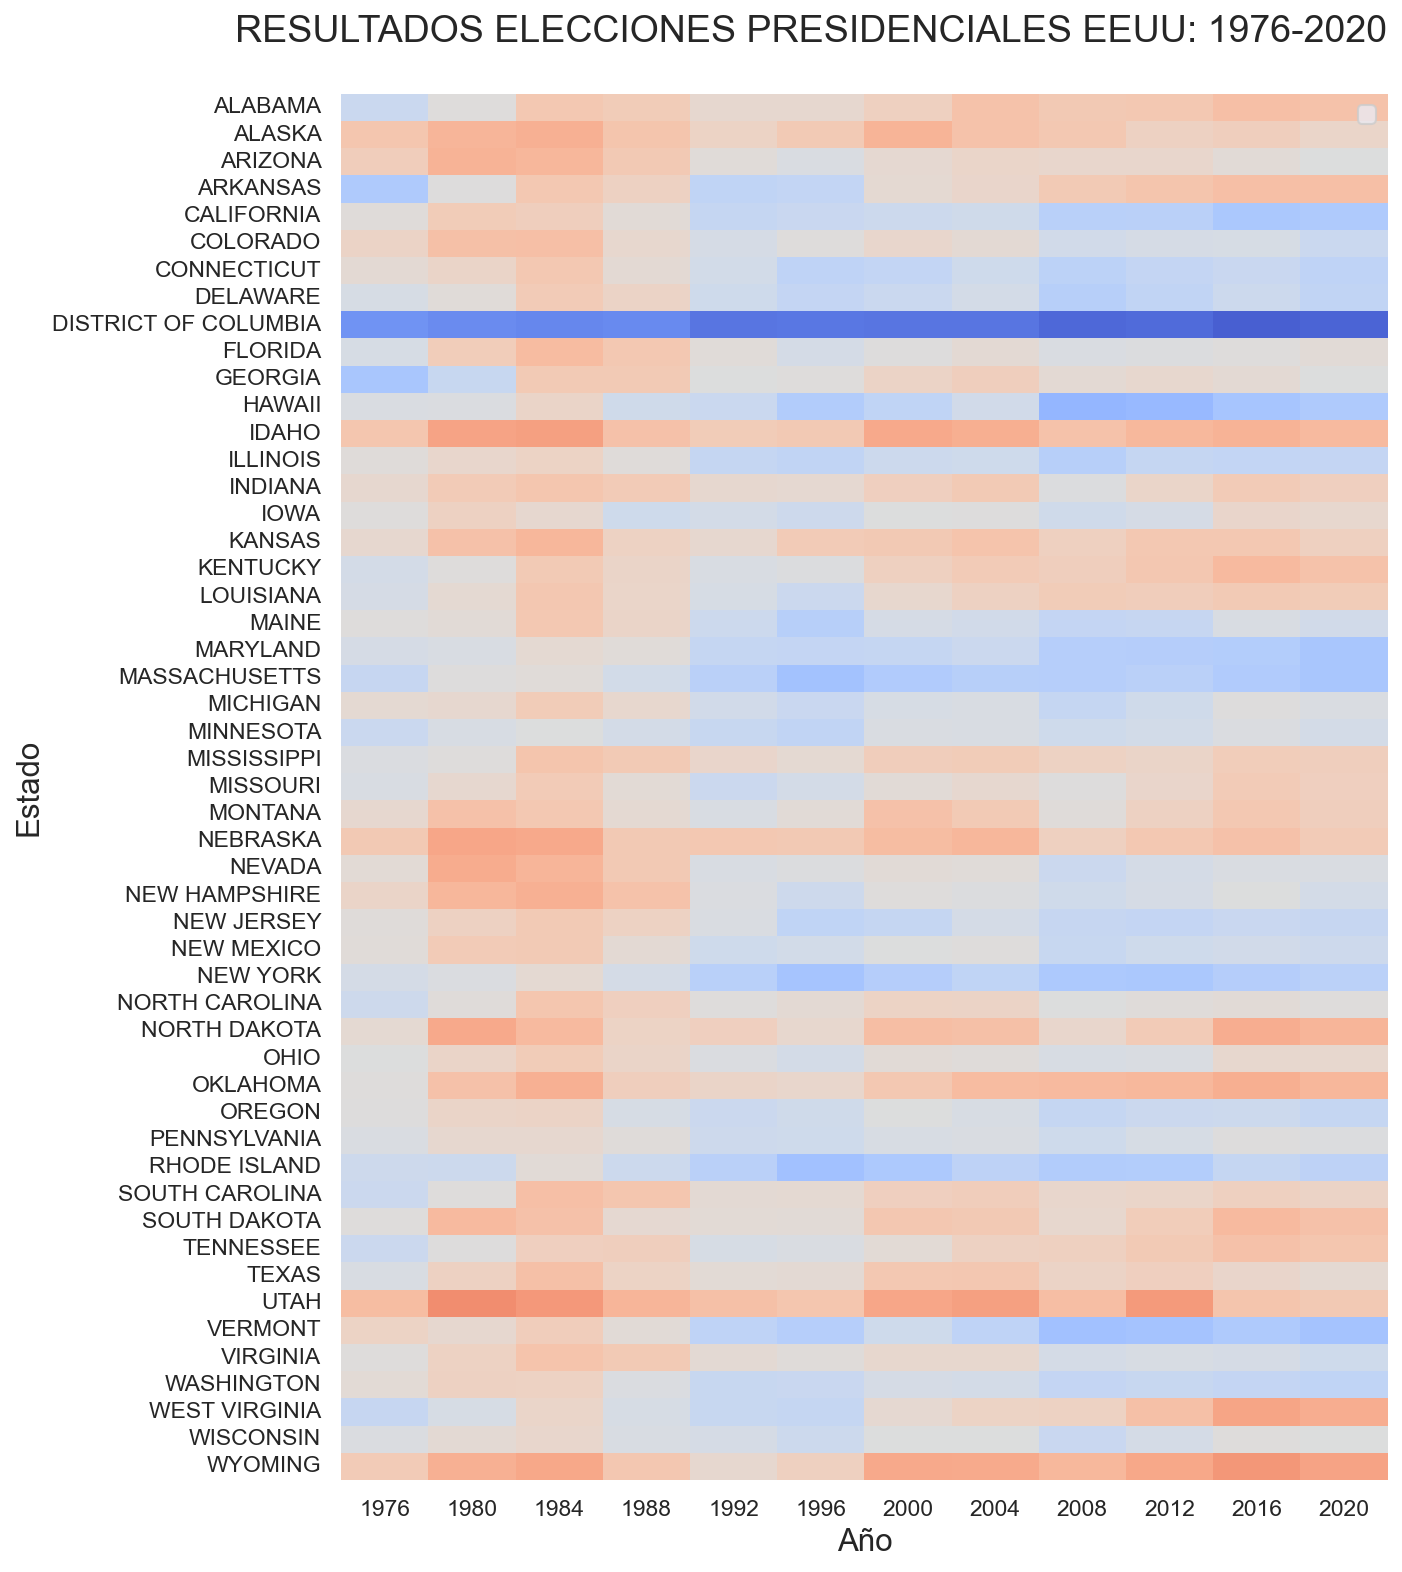 RESULTADOS ELECCIONES PRESIDENCIALES EEUU: 1976-2020
ALABAMA
ALASKA
ARIZONA
ARKANSAS
CALIFORNIA
COLORADO
CONNECTICUT
DELAWARE
DISTRICT OF COLUMBIA
FLORIDA
GEORGIA
HAWAII
IDAHO
ILLINOIS
INDIANA
IOWA
KANSAS
KENTUCKY
LOUISIANA
MAINE
MARYLAND
MASSACHUSETTS
MICHIGAN
MINNESOTA
MISSISSIPPI
MISSOURI
MONTANA
NEBRASKA
NEVADA
NEW HAMPSHIRE
NEW JERSEY
NEW MEXICO
NEW YORK
NORTH CAROLINA
NORTH DAKOTA
OHIO
OKLAHOMA
OREGON
PENNSYLVANIA
RHODE ISLAND
SOUTH CAROLINA
SOUTH DAKOTA
TENNESSEE
TEXAS
UTAH
VERMONT
VIRGINIA
WASHINGTON
WEST VIRGINIA
WISCONSIN
WYOMING
Estado
1976 1980 1984 1988 1992 1996 2000 2004 2008 2012 2016 2020
Año